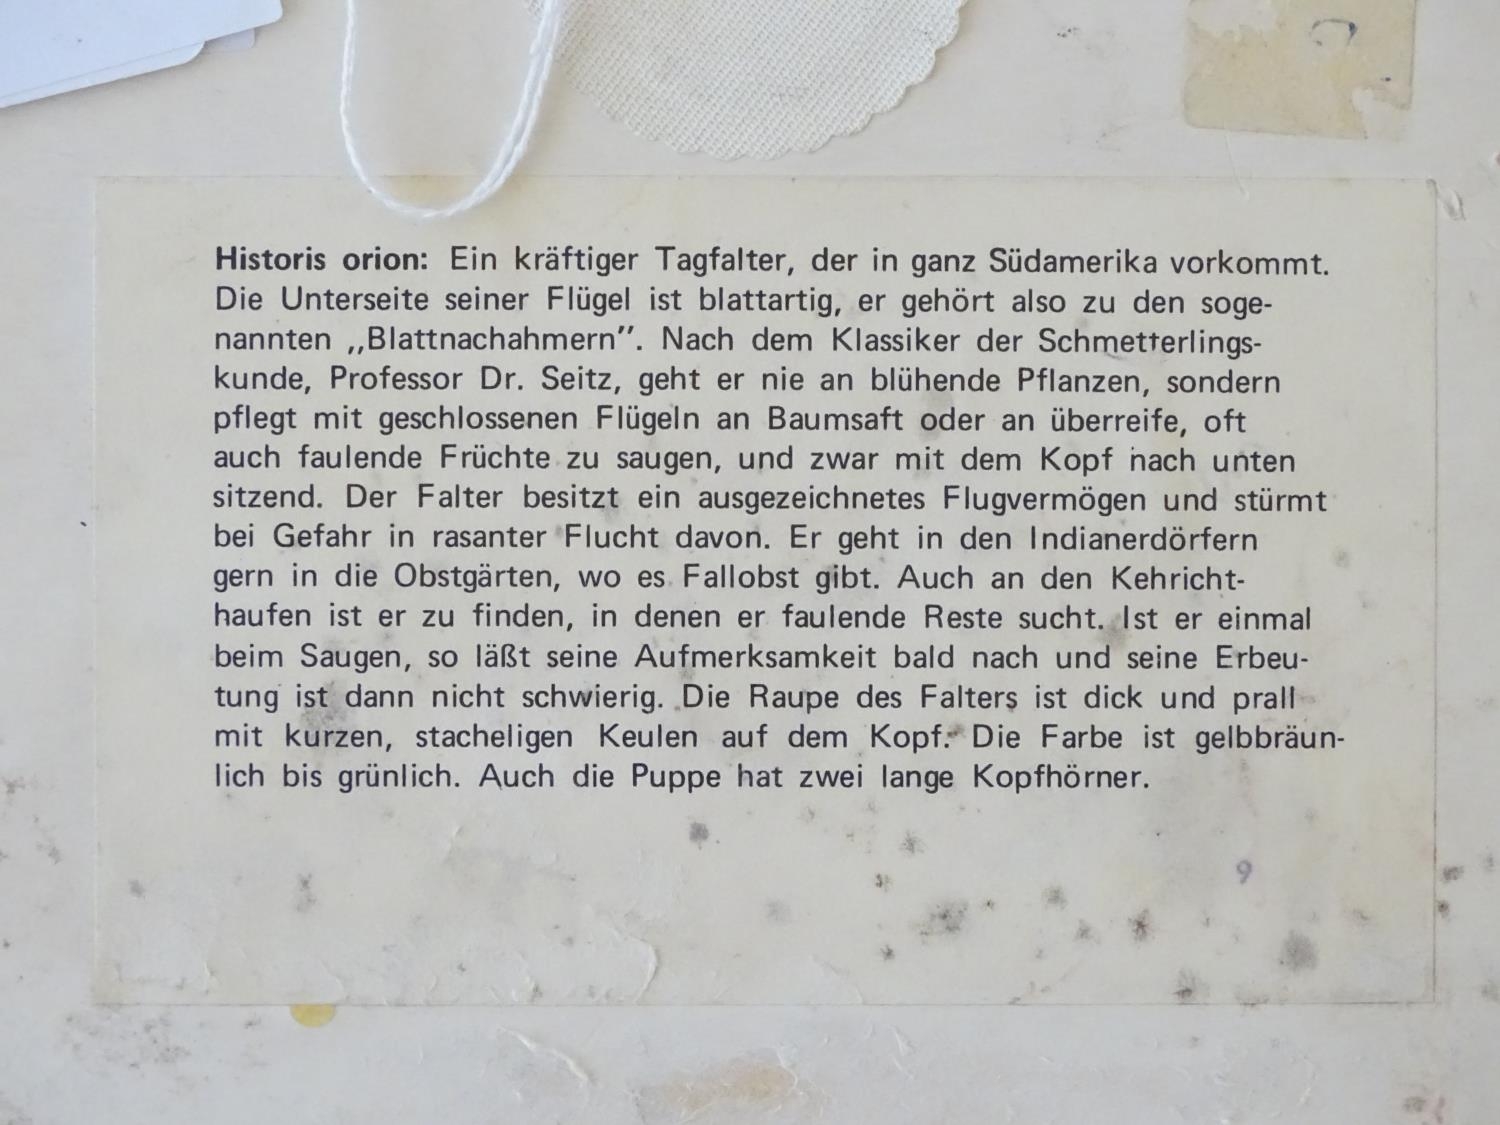 Historis orion: Ein kräftiger Tagfalter, der in ganz Südamerika vorkommt.
Die Unterseite seiner Flügel ist blattartig, er gehört also zu den soge-
nannten ,,Blattnachahmern”. Nach dem Klassiker der Schmetterlings-
kunde, Professor Dr. Seitz, geht er nie an blühende Pflanzen, sondern
pflegt mit geschlossenen Flügeln an Baumsaft oder an überreife, oft
auch faulende Früchte zu saugen, und zwar mit dem Kopf nach unten
sitzend. Der Falter besitzt ein ausgezeichnetes Flugvermögen und stürmt
bei Gefahr in rasanter Flucht davon. Er geht in den Indianerdörfern
gern in die Obstgärten, wo es Fallobst gibt. Auch an den Kehricht-
haufen ist er zu finden, in denen er faulende Reste sucht. Ist er einmal
beim Saugen, so läßt seine Aufmerksamkeit bald nach und seine Erbeu-
tung ist dann nicht schwierig. Die Raupe des Falters ist dick und prall
mit kurzen, stacheligen Keulen auf dem Kopf. Die Farbe ist gelbbräun-
lich bis grünlich. Auch die Puppe hat zwei lange Kopfhörner.
9